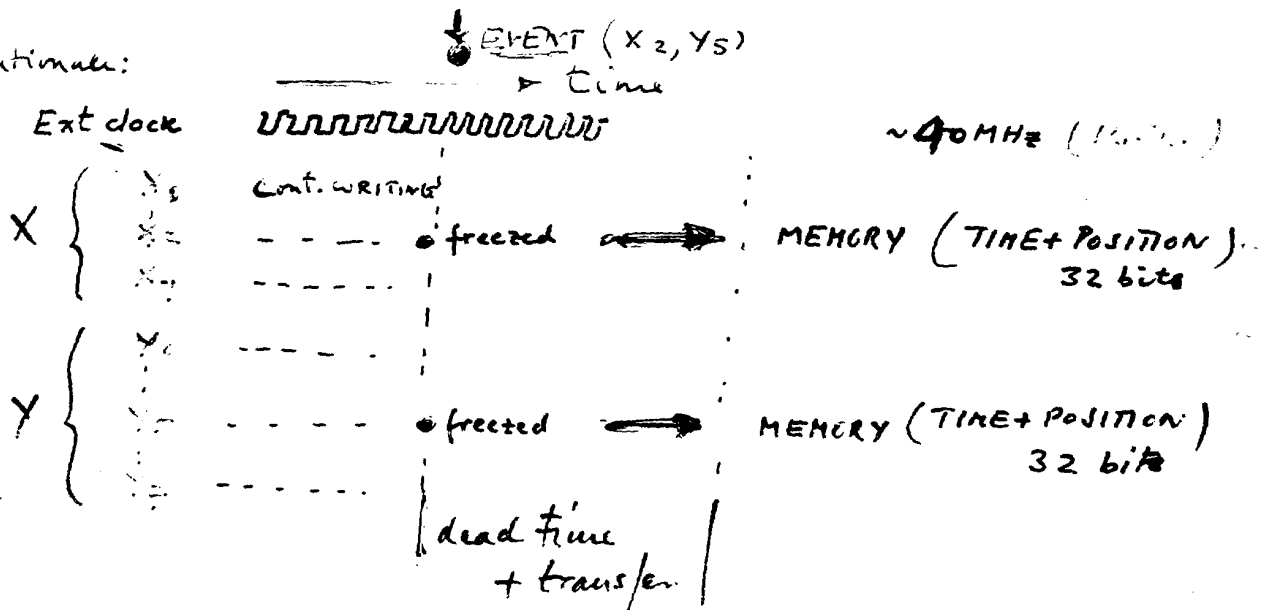 EVENT (X2, Y5)
time
Ext clock
~40MHz
cont. WRITING
X
freezed
MEMORY (TIME + POSITION)
32 bits
Y
freezed
MEMORY (TIME + POSITION)
32 bits
dead time
+ transfer